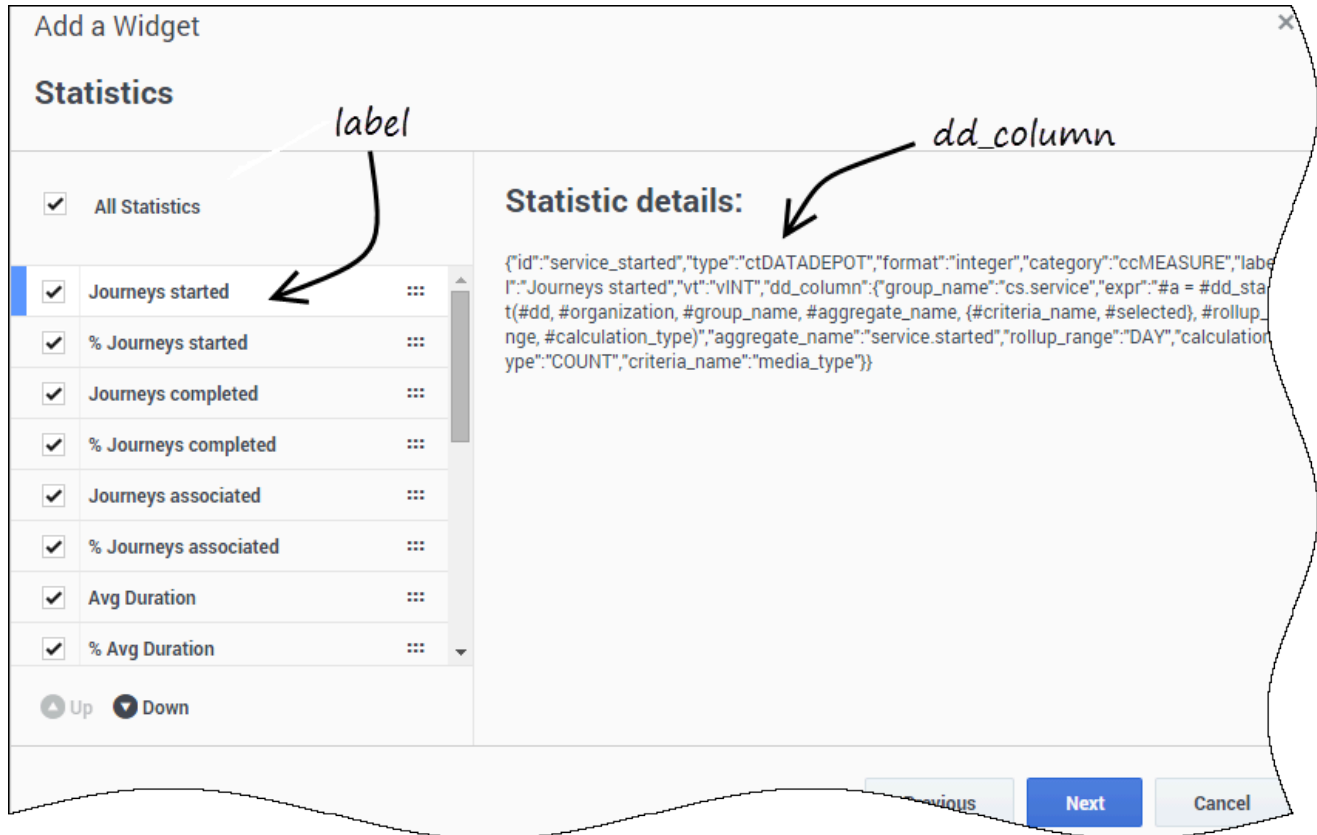 Add a Widget
Statistics
label
dd_column
All Statistics
Statistic details:
{"id":"service_started","type":"ctDATADEPOT","format":"integer","category":"ccMEASURE","labe
l":"Journeys started","vt":"vINT","dd_column":{"group_name":"cs.service","expr":"#a = #dd_sta
t(#dd, #organization, #group_name, #aggregate_name, {#criteria_name, #selected}, #rollup_
nge, #calculation_type)","aggregate_name":"service.started","rollup_range":"DAY","calculation
ype":"COUNT","criteria_name":"media_type"}}
Journeys started
% Journeys started
Journeys completed
% Journeys completed
Journeys associated
% Journeys associated
Avg Duration
% Avg Duration
Up Down
Previous Next Cancel